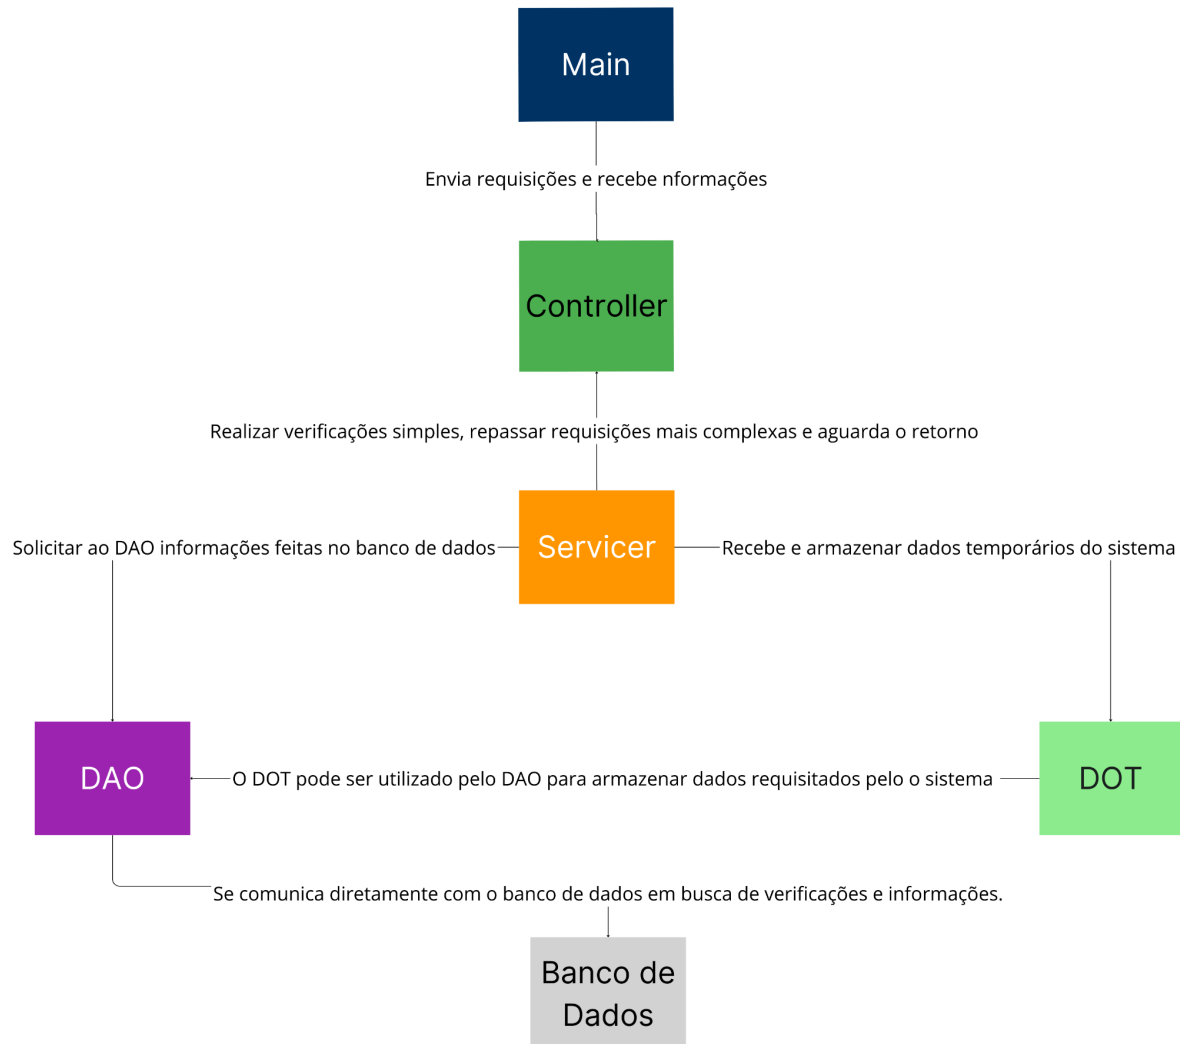 Main
Envia requisições e recebe nformações
Controller
Realizar verificações simples, repassar requisições mais complexas e aguarda o retorno
Solicitar ao DAO informações feitas no banco de dados
Servicer
Recebe e armazenar dados temporários do sistema
DAO
O DOT pode ser utilizado pelo DAO para armazenar dados requisitados pelo o sistema
DOT
Se comunica diretamente com o banco de dados em busca de verificações e informações.
Banco de
Dados